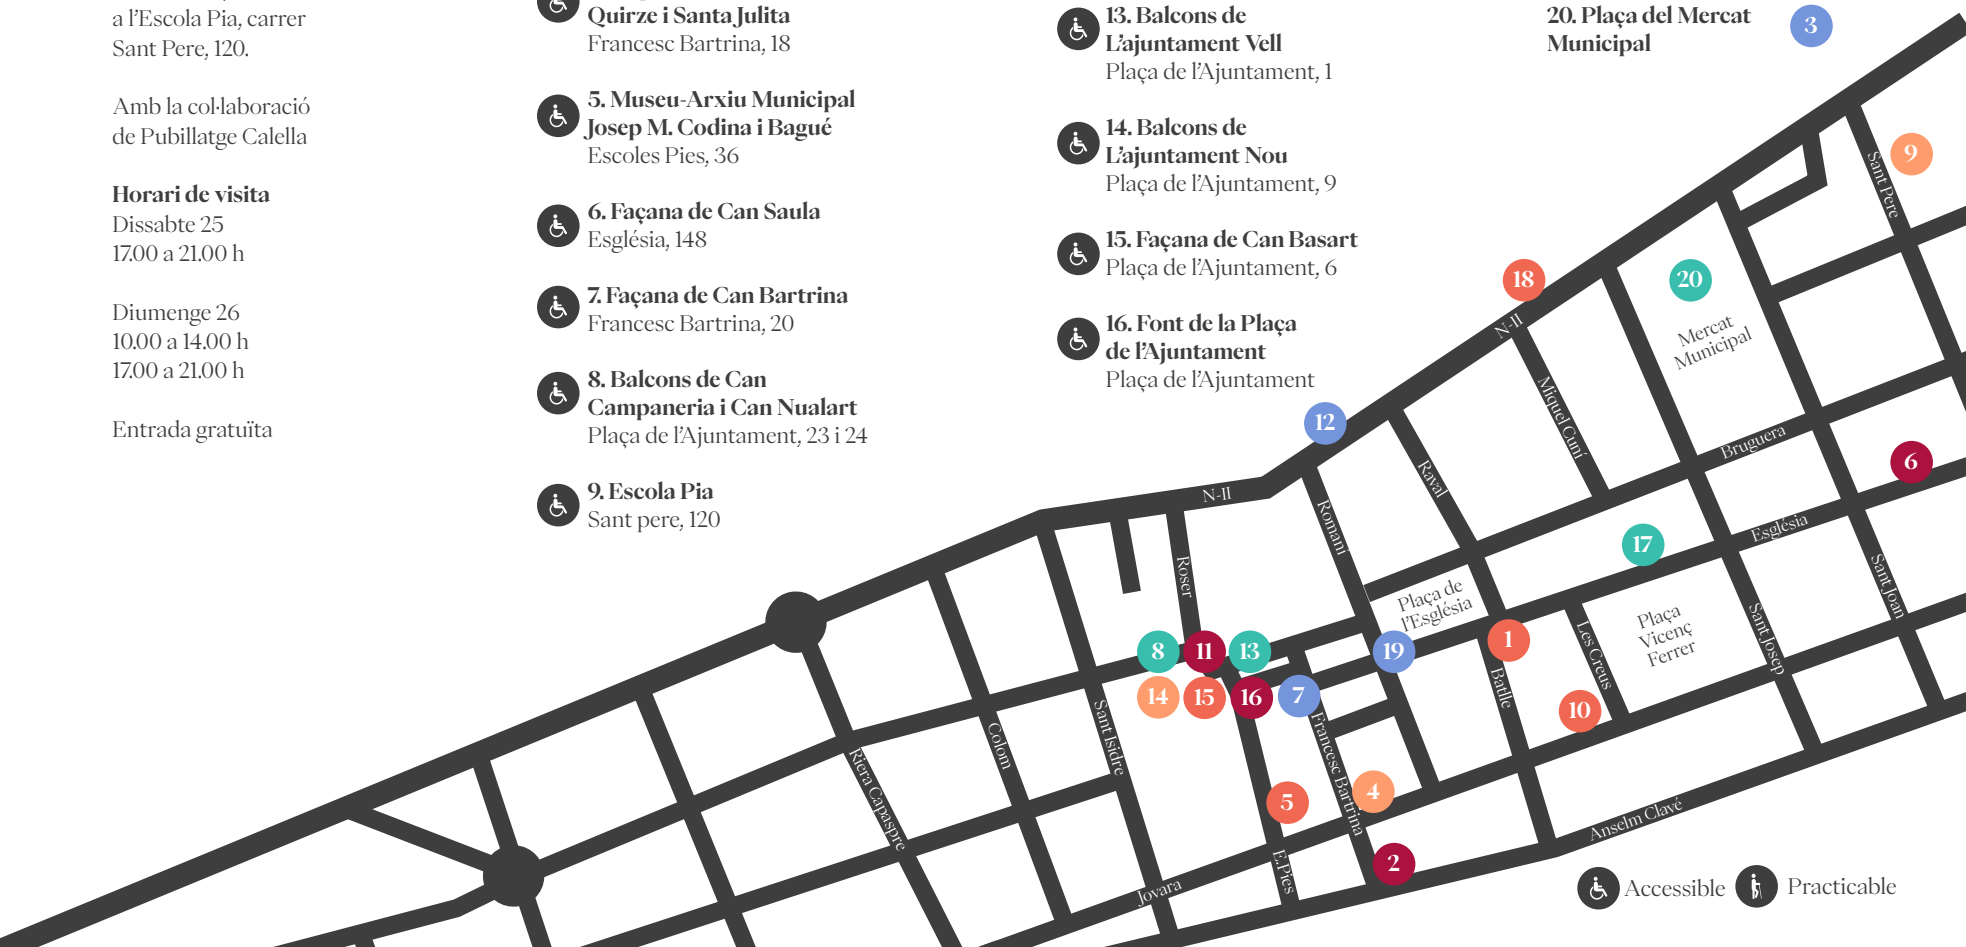 a l'Escola Pia, carrer
Sant Pere, 120.
Amb la col·laboració
de Pubillatge Calella
Horari de visita
Dissabte 25
17.00 a 21.00 h
Diumenge 26
10.00 a 14.00 h
17.00 a 21.00 h
Entrada gratuïta
Quirze i Santa Julita
Francesc Bartrina, 18
5. Museu-Arxiu Municipal
Josep M. Codina i Bagué
Escoles Pies, 36
6. Façana de Can Saula
Església, 148
7. Façana de Can Bartrina
Francesc Bartrina, 20
8. Balcons de Can
Campaneria i Can Nualart
Plaça de l'Ajuntament, 23 i 24
9. Escola Pia
Sant pere, 120
13. Balcons de
L'ajuntament Vell
Plaça de l'Ajuntament, 1
14. Balcons de
L'ajuntament Nou
Plaça de l'Ajuntament, 9
15. Façana de Can Basart
Plaça de l'Ajuntament, 6
16. Font de la Plaça
de l'Ajuntament
Plaça de l'Ajuntament
20. Plaça del Mercat
Municipal
3
9
Sant Pere
18
20
N-II
Mercat
Municipal
Miquel Cuní
12
Bruguera
6
Raval
N-II
Romaní
Església
17
Roser
Sant Joan
Plaça de
l'Església
Plaça
Vicenç
Ferrer
Les Creus
Sant Josep
8
11
13
19
1
14
15
16
7
Batlle
10
Sant Isidre
Colom
Francesc Bartrina
Riera Capaspre
5
4
Anselm Clavé
E.Pies
2
Jovara
Accessible
Practicable